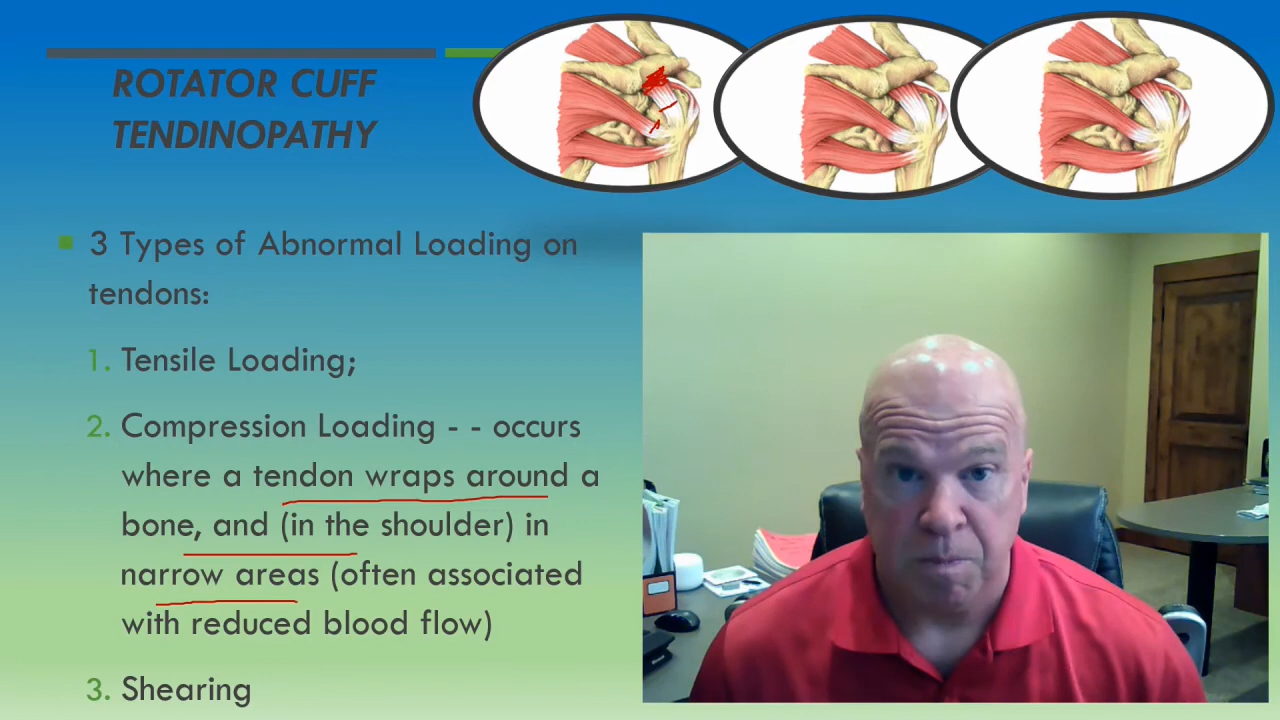 ROTATOR CUFF
TENDINOPATHY
3 Types of Abnormal Loading on
tendons:
1. Tensile Loading;
2. Compression Loading - - occurs
where a tendon wraps around a
bone, and (in the shoulder) in
narrow areas (often associated
with reduced blood flow)
3. Shearing